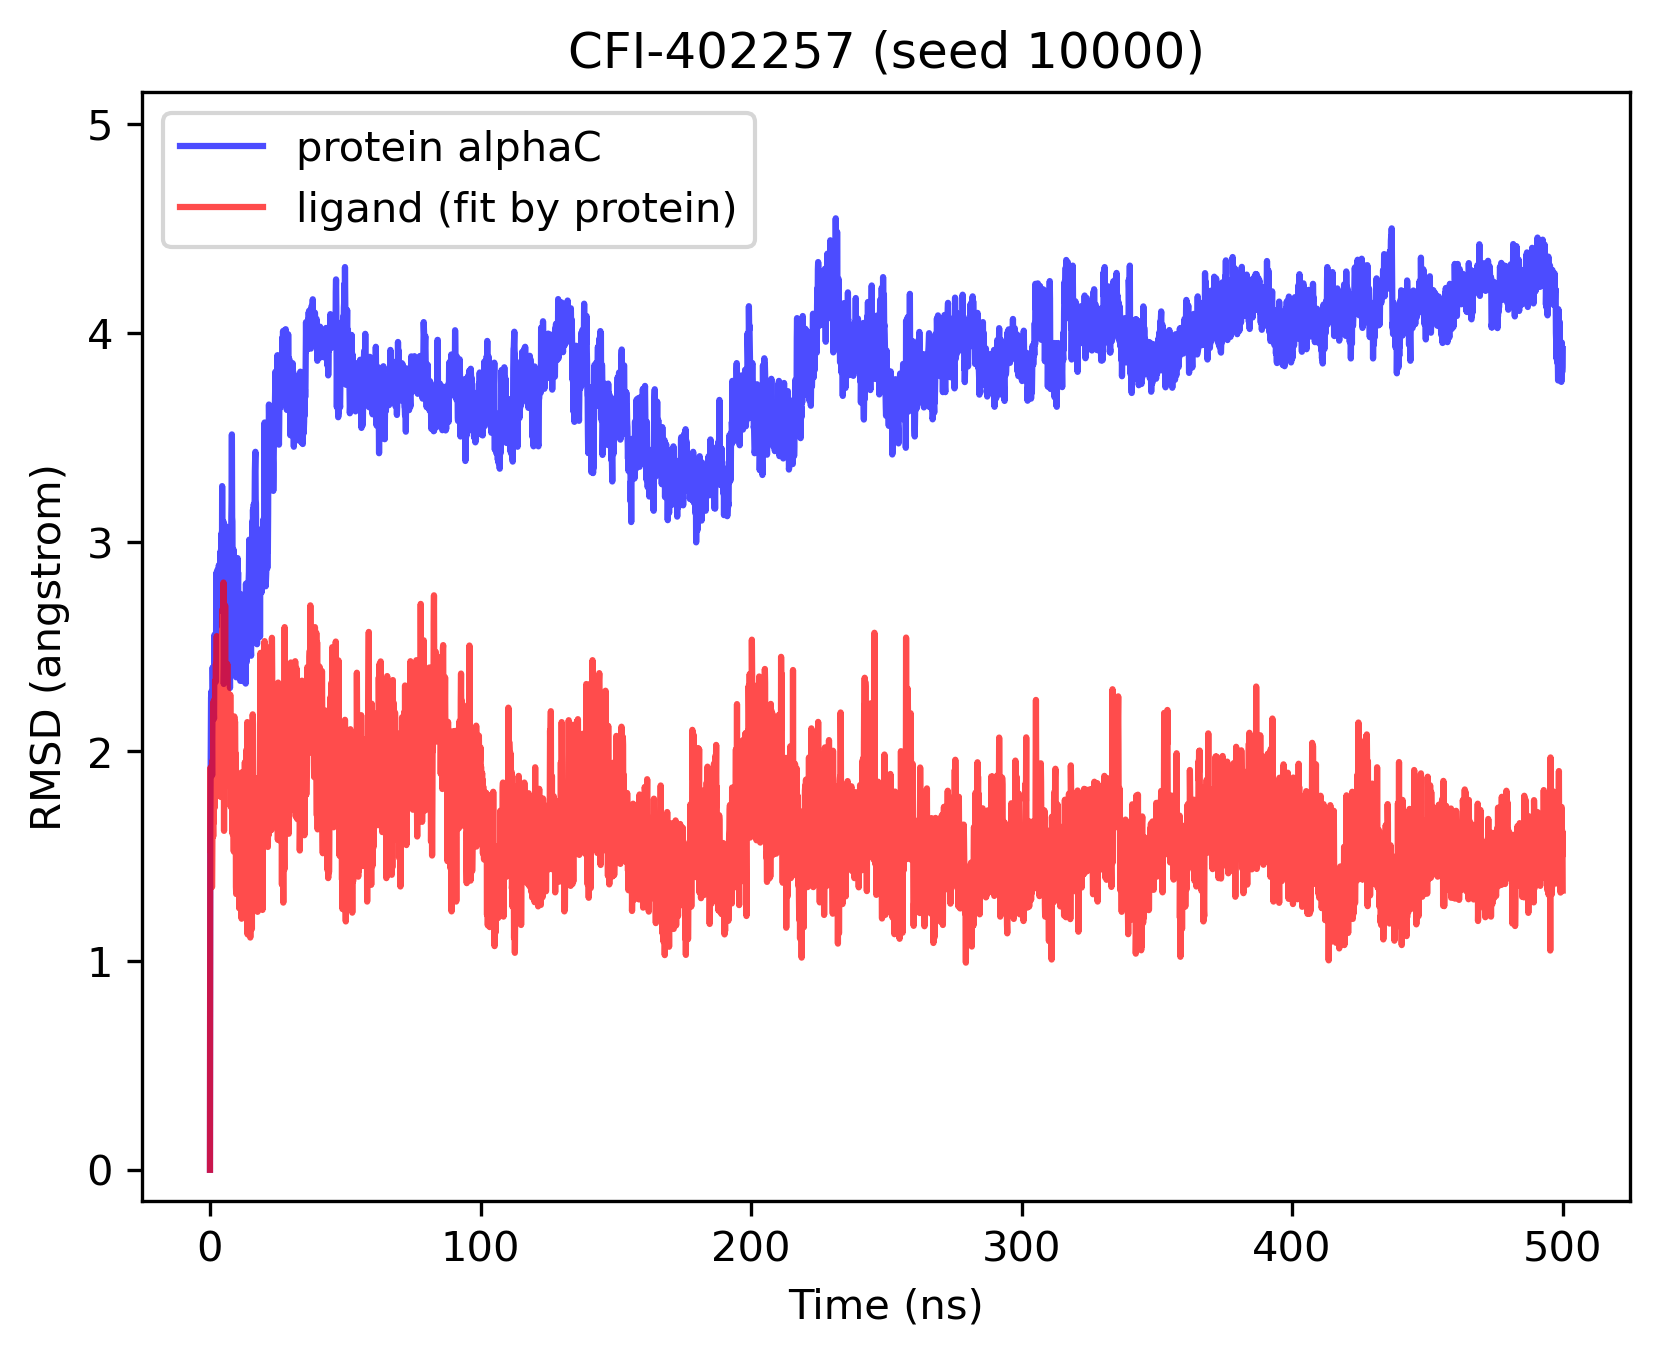 CFI-402257 (seed 10000)
protein alphaC
ligand (fit by protein)
RMSD (angstrom)
5
4
3
2
1
0
0 100 200 300 400 500
Time (ns)